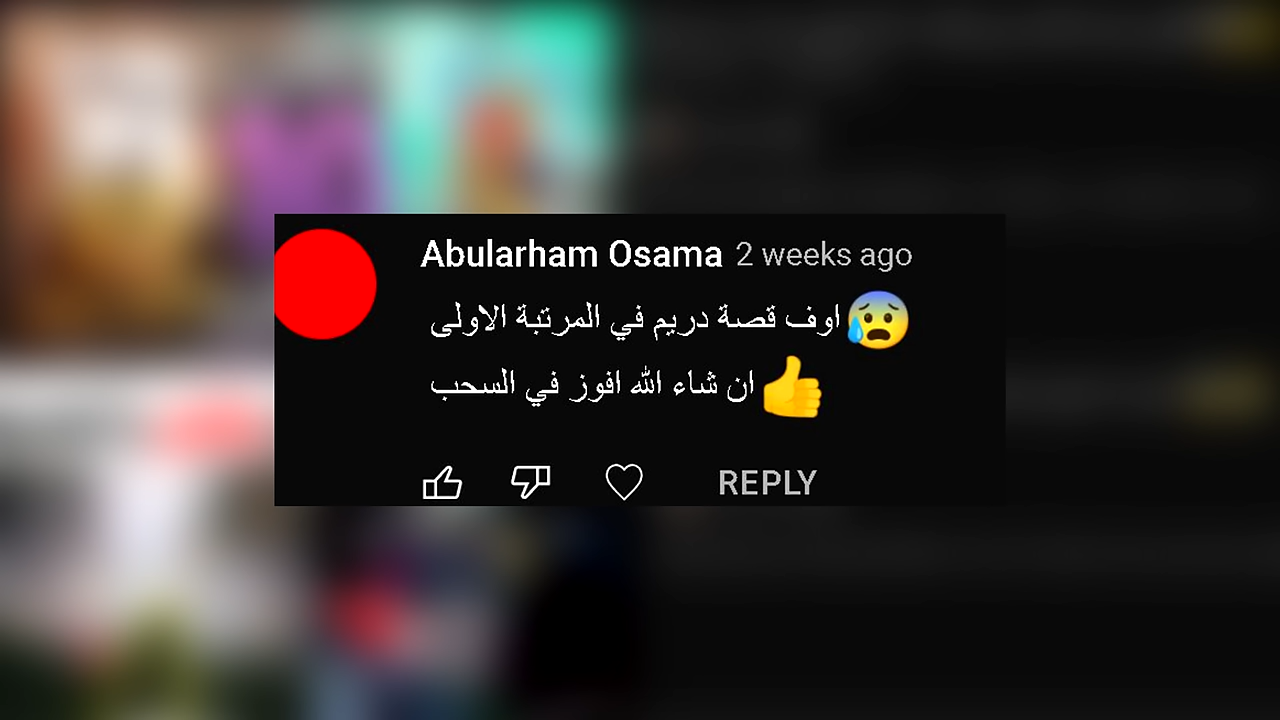 Abularham Osama 2 weeks ago
😰اوف قصة دريم في المرتبة الاولى
👍ان شاء الله افوز في السحب
REPLY